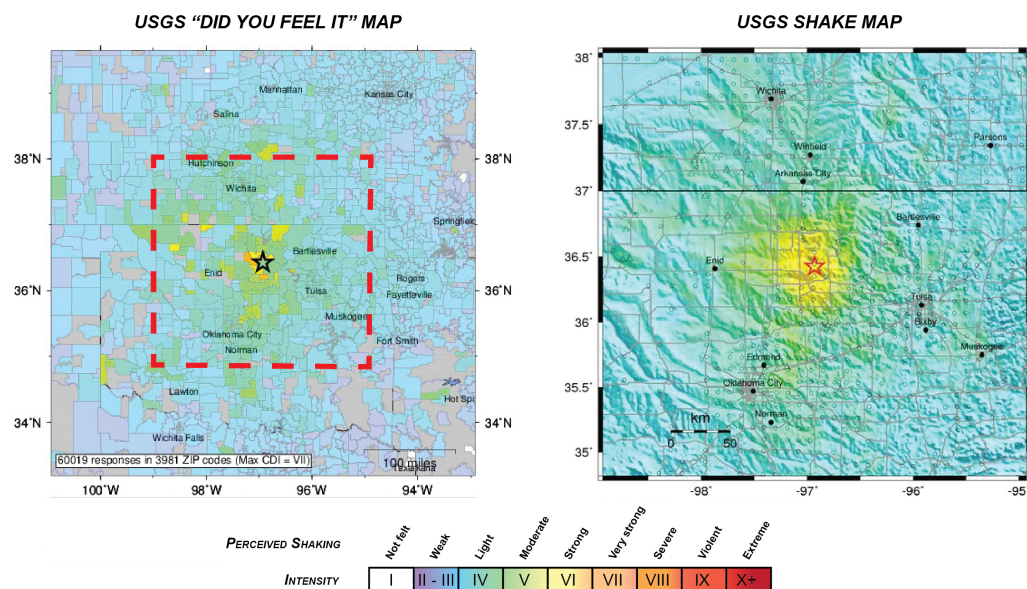 USGS “DID YOU FEEL IT” MAP
Manhattan
Kansas City
Salina
38°N
Hutchinson
Wichita
Springfield
Bartlesville
Enid
Rogers
36°N
Tulsa
Fayetteville
Muskogee
Oklahoma City
Fort Smith
Norman
Lawton
Hot Spr
34°N
Wichita Falls
60019 responses in 3981 ZIP codes (Max CDI = VII)
100 miles
Texarkana
100°W
98°W
96°W
94°W
USGS SHAKE MAP
38°
Wichita
37.5°
Parsons
Winfield
Arkansas City
37°
Bartlesville
36.5°
Enid
Tulsa
36°
Bixby
Muskogee
Edmond
35.5°
Oklahoma City
km
Norman
0 50
35°
-98° -97° -96° -95
PERCEIVED SHAKING
Not felt
Weak
Light
Moderate
Strong
Very strong
Severe
Violent
Extreme
INTENSITY
I II - III IV V VI VII VIII IX X+